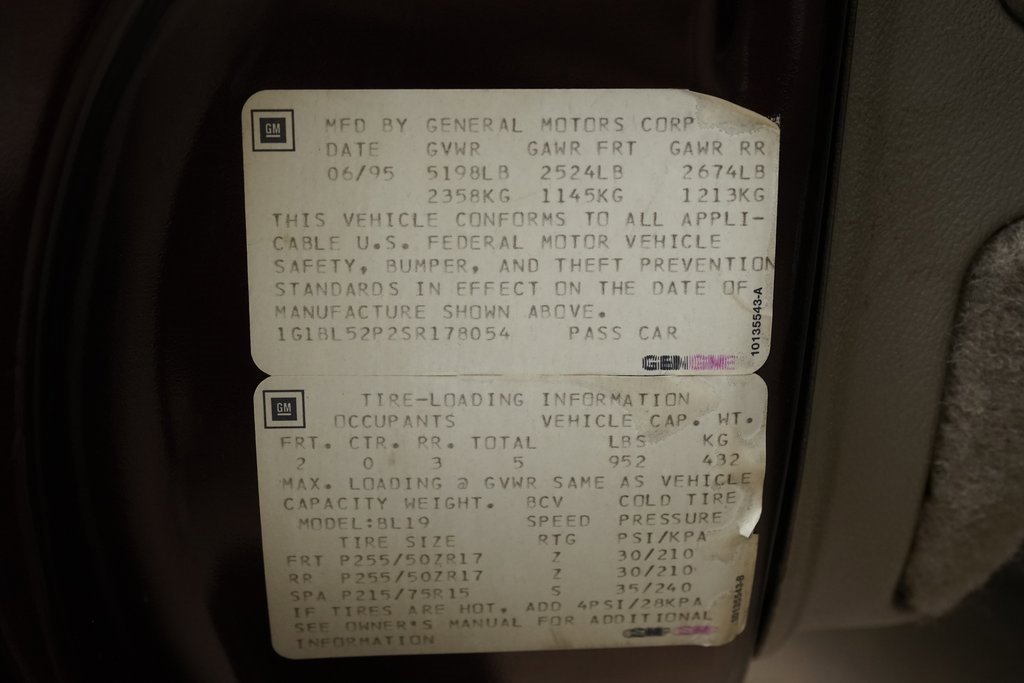 GM
MFD BY GENERAL MOTORS CORP
DATE GVWR GAWR FRT GAWR RR
06/95 5198LB 2524LB 2674LB
2358KG 1145KG 1213KG
THIS VEHICLE CONFORMS TO ALL APPLI-
CABLE U.S. FEDERAL MOTOR VEHICLE
SAFETY, BUMPER, AND THEFT PREVENTION
STANDARDS IN EFFECT ON THE DATE OF
MANUFACTURE SHOWN ABOVE.
1G1BL52P2SR178054 PASS CAR
10135543-A
GM
TIRE-LOADING INFORMATION
OCCUPANTS VEHICLE CAP. WT.
FRT. CTR. RR. TOTAL LBS KG
2 0 3 5 952 432
MAX. LOADING @ GVWR SAME AS VEHICLE
CAPACITY WEIGHT. BCV COLD TIRE
MODEL:BL19 SPEED PRESSURE
TIRE SIZE RTG PSI/KPA
FRT P255/50ZR17 Z 30/210
RR P255/50ZR17 Z 30/210
SPA P215/75R15 S 35/240
IF TIRES ARE HOT, ADD 4PSI/28KPA
SEE OWNER'S MANUAL FOR ADDITIONAL
INFORMATION
10135543-B